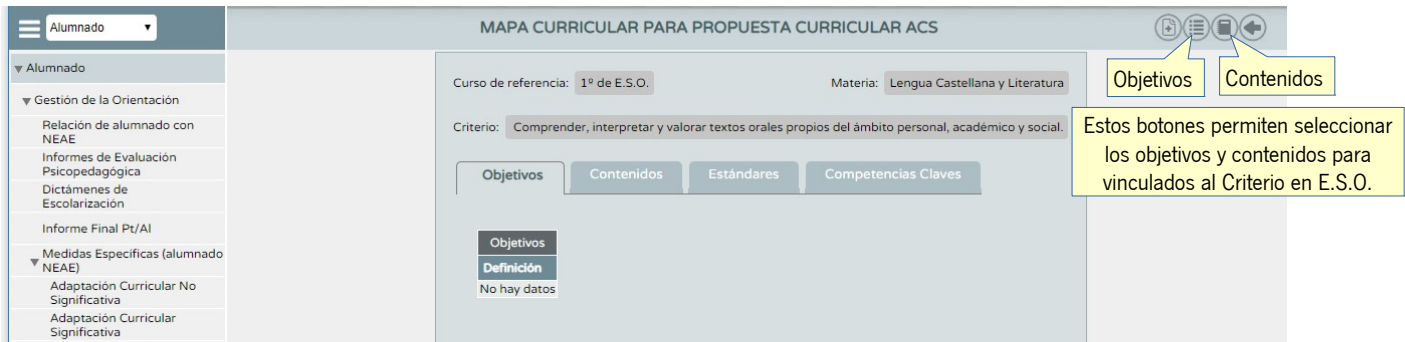 Alumnado
MAPA CURRICULAR PARA PROPUESTA CURRICULAR ACS
Alumnado
Gestión de la Orientación
Relación de alumnado con
NEAE
Informes de Evaluación
Psicopedagógica
Dictámenes de
Escolarización
Informe Final Pt/Al
Medidas Específicas (alumnado
NEAE)
Adaptación Curricular No
Significativa
Adaptación Curricular
Significativa
Curso de referencia: 1º de E.S.O. Materia: Lengua Castellana y Literatura
Criterio: Comprender, interpretar y valorar textos orales propios del ámbito personal, académico y social.
Objetivos Contenidos Estándares Competencias Claves
Objetivos
Definición
No hay datos
Objetivos
Contenidos
Estos botones permiten seleccionar
los objetivos y contenidos para
vinculados al Criterio en E.S.O.